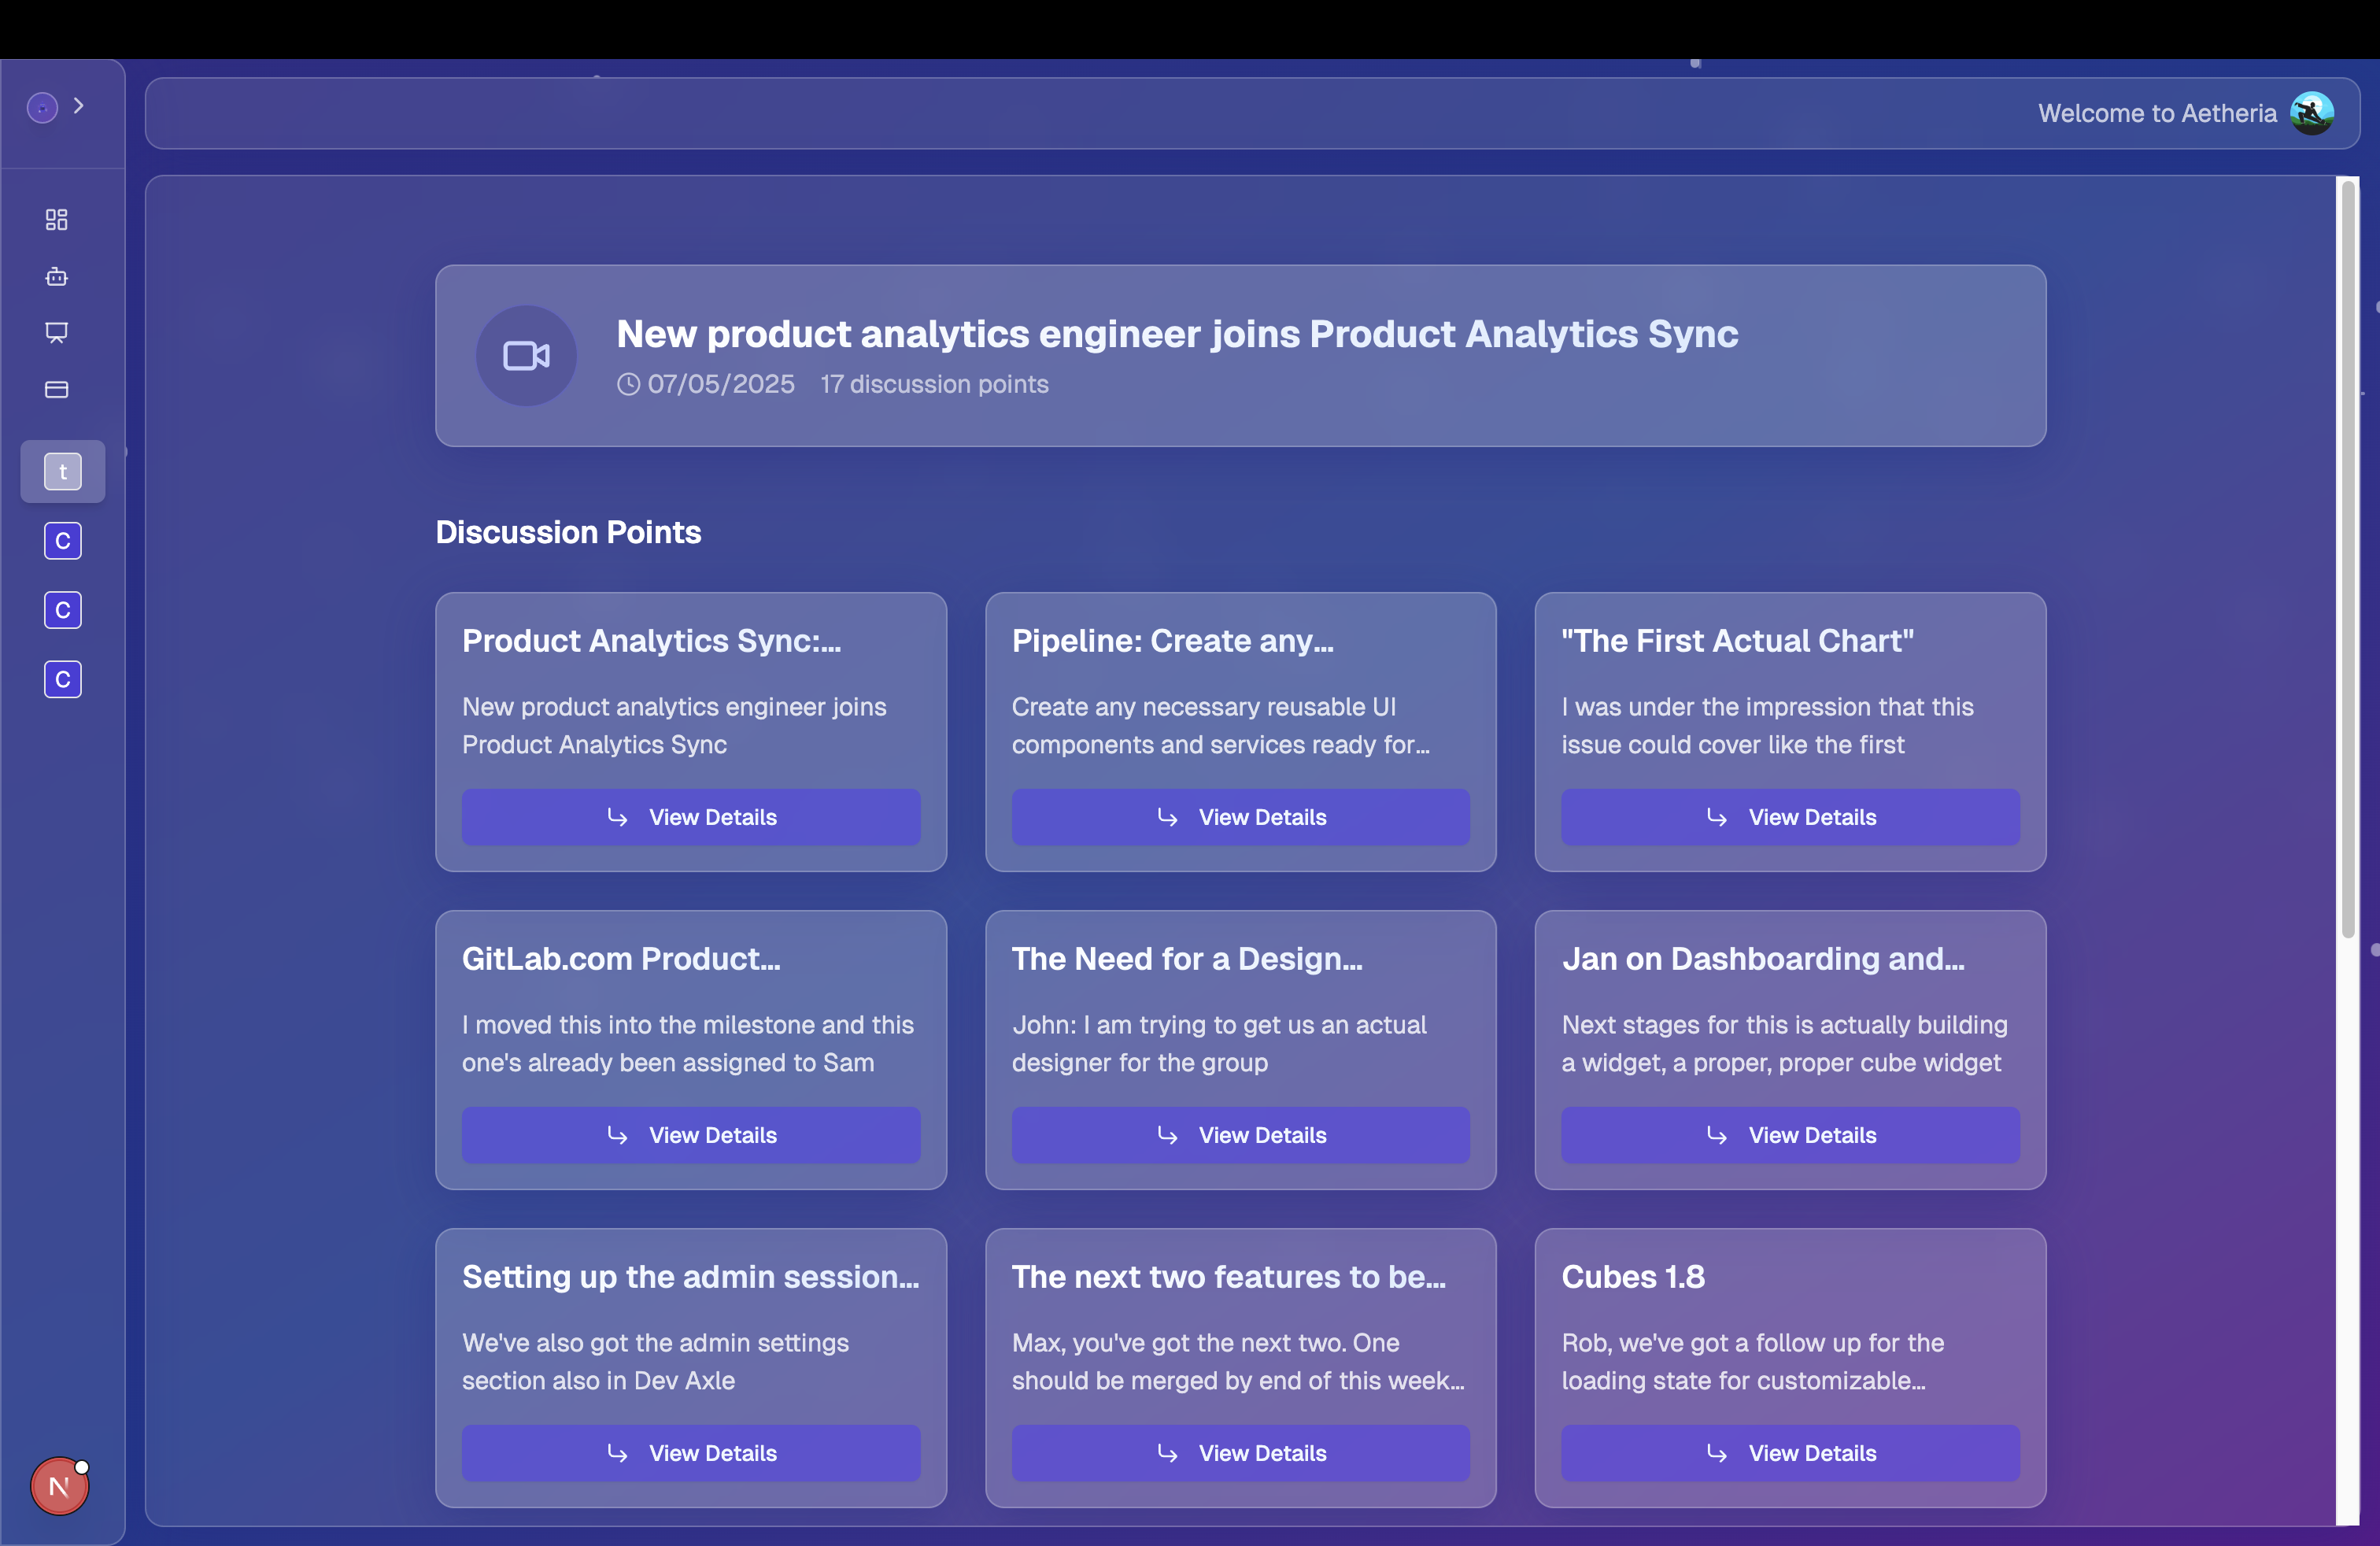 Welcome to Aetheria
New product analytics engineer joins Product Analytics Sync
07/05/2025 17 discussion points
t
C
C
C
Discussion Points
Product Analytics Sync:...
New product analytics engineer joins
Product Analytics Sync
View Details
Pipeline: Create any...
Create any necessary reusable UI
components and services ready for...
View Details
"The First Actual Chart"
I was under the impression that this
issue could cover like the first
View Details
GitLab.com Product...
I moved this into the milestone and this
one's already been assigned to Sam
View Details
The Need for a Design...
John: I am trying to get us an actual
designer for the group
View Details
Jan on Dashboarding and...
Next stages for this is actually building
a widget, a proper, proper cube widget
View Details
Setting up the admin session...
We've also got the admin settings
section also in Dev Axle
View Details
The next two features to be...
Max, you've got the next two. One
should be merged by end of this week...
View Details
Cubes 1.8
Rob, we've got a follow up for the
loading state for customizable...
View Details
N